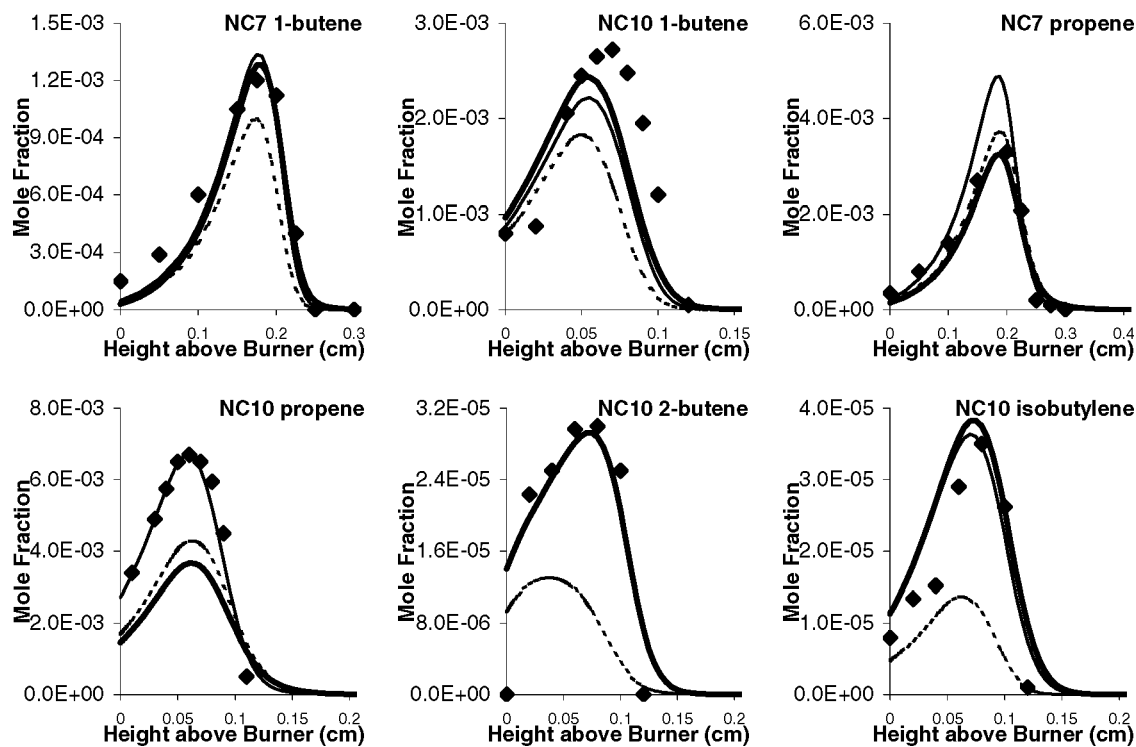 NC7 1-butene
1.5E-03
1.2E-03
9.0E-04
6.0E-04
3.0E-04
0.0E+00
Mole Fraction
0 0.1 0.2 0.3
Height above Burner (cm)
NC10 1-butene
3.0E-03
2.0E-03
1.0E-03
0.0E+00
Mole Fraction
0 0.05 0.1 0.15
Height above Burner (cm)
NC7 propene
6.0E-03
4.0E-03
2.0E-03
0.0E+00
Mole Fraction
0 0.1 0.2 0.3 0.4
Height above Burner (cm)
NC10 propene
8.0E-03
6.0E-03
4.0E-03
2.0E-03
0.0E+00
Mole Fraction
0 0.05 0.1 0.15 0.2
Height above Burner (cm)
NC10 2-butene
3.2E-05
2.4E-05
1.6E-05
8.0E-06
0.0E+00
Mole Fraction
0 0.05 0.1 0.15 0.2
Height above Burner (cm)
NC10 isobutylene
4.0E-05
3.0E-05
2.0E-05
1.0E-05
0.0E+00
Mole Fraction
0 0.05 0.1 0.15 0.2
Height above Burner (cm)